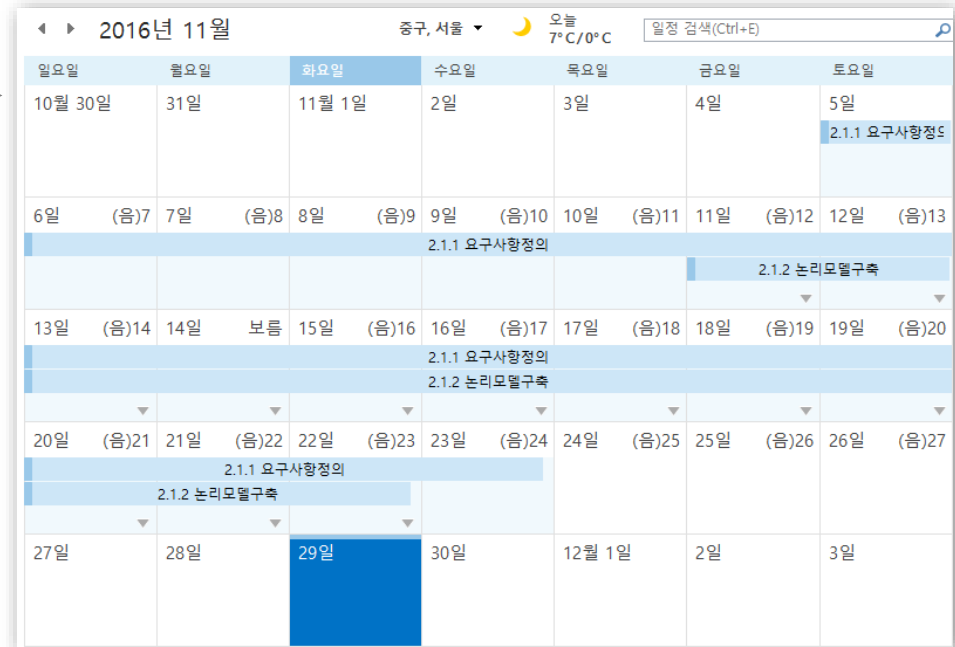 2016년 11월 중구, 서울 오늘 7°C/0°C 일정 검색(Ctrl+E)
일요일 월요일 화요일 수요일 목요일 금요일 토요일
10월 30일 31일 11월 1일 2일 3일 4일 5일
2.1.1 요구사항정의
6일 (음)7 7일 (음)8 8일 (음)9 9일 (음)10 10일 (음)11 11일 (음)12 12일 (음)13
2.1.1 요구사항정의
2.1.2 논리모델구축
13일 (음)14 14일 보름 15일 (음)16 16일 (음)17 17일 (음)18 18일 (음)19 19일 (음)20
2.1.1 요구사항정의
2.1.2 논리모델구축
20일 (음)21 21일 (음)22 22일 (음)23 23일 (음)24 24일 (음)25 25일 (음)26 26일 (음)27
2.1.1 요구사항정의
2.1.2 논리모델구축
27일 28일 29일 30일 12월 1일 2일 3일